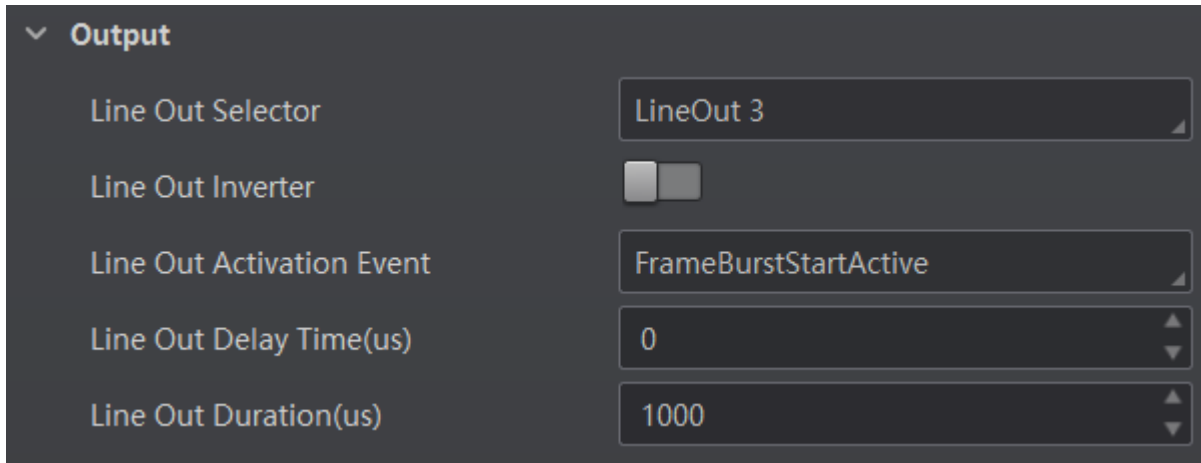 Output
Line Out Selector LineOut 3
Line Out Inverter
Line Out Activation Event FrameBurstStartActive
Line Out Delay Time(us) 0
Line Out Duration(us) 1000